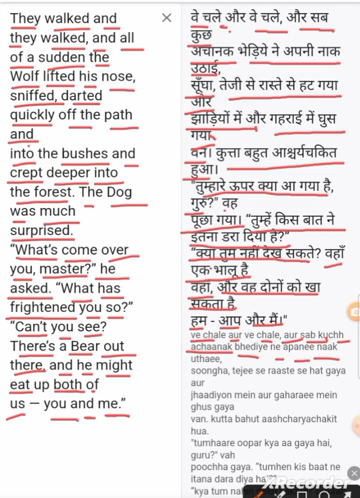 They walked and
they walked, and all
of a sudden the
Wolf lifted his nose,
sniffed, darted
quickly off the path
and
into the bushes and
crept deeper into
the forest. The Dog
was much
surprised.
“What’s come over
you, master?” he
asked. “What has
frightened you so?”
“Can’t you see?
There’s a Bear out
there, and he might
eat up both of
us — you and me.”
वे चले और वे चले, और सब
कुछ
अचानक भेड़िये ने अपनी नाक
उठाई,
सूँघा, तेजी से रास्ते से हट गया
और
झाड़ियों में और गहराई में घुस
गया
वन। कुत्ता बहुत आश्चर्यचकित
हुआ।
"तुम्हारे ऊपर क्या आ गया है,
गुरु?" वह
पूछा गया। "तुम्हें किस बात ने
इतना डरा दिया है?"
"क्या तुम नहीं देख सकते? वहाँ
एक भालू है
वहां, और वह दोनों को खा
सकता है
हम - आप और मैं।"
ve chale aur ve chale, aur sab kuchh
achaanak bhediye ne apanee naak
uthaee,
soongha, tejee se raaste se hat gaya
aur
jhaadiyon mein aur gaharaee mein
ghus gaya
van. kutta bahut aashcharyachakit
hua.
"tumhaare oopar kya aa gaya hai,
guru?" vah
poochha gaya. "tumhen kis baat ne
itana dara diya hai?"
"kya tum nah
XRecorder